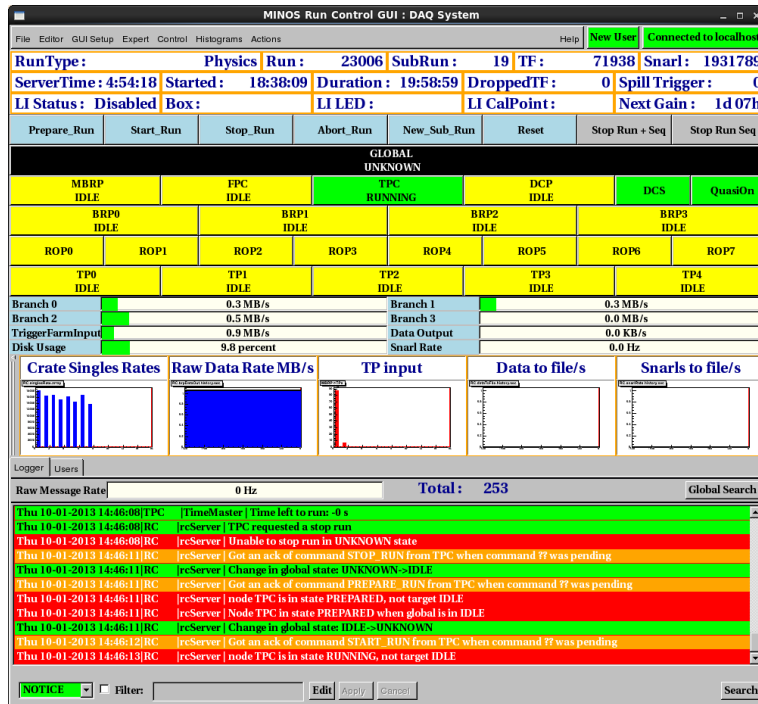 MINOS Run Control GUI : DAQ System
File Editor GUI Setup Expert Control Histograms Actions Help New User Connected to localhost
RunType : Physics Run : 23006 SubRun : 19 TF : 71938 Snarl : 1931789
ServerTime : 4:54:18 Started : 18:38:09 Duration : 19:58:59 DroppedTF : 0 Spill Trigger : 0
LI Status : Disabled Box : LI LED : LI CalPoint : Next Gain : 1d 07h
Prepare_Run Start_Run Stop_Run Abort_Run New_Sub_Run Reset Stop Run + Seq Stop Run Seq
GLOBAL
UNKNOWN
MBRP FPC TPC DCP DCS QuasiOn
IDLE IDLE RUNNING IDLE
BRP0 BRP1 BRP2 BRP3
IDLE IDLE IDLE IDLE
ROP0 ROP1 ROP2 ROP3 ROP4 ROP5 ROP6 ROP7
TP0 TP1 TP2 TP3 TP4
IDLE IDLE IDLE IDLE IDLE
Branch 0 0.3 MB/s Branch 1 0.3 MB/s
Branch 2 0.5 MB/s Branch 3 0.0 MB/s
TriggerFarmInput 0.9 MB/s Data Output 0.0 KB/s
Disk Usage 9.8 percent Snarl Rate 0.0 Hz
Crate Singles Rates Raw Data Rate MB/s TP input Data to file/s Snarls to file/s
Logger Users
Raw Message Rate 0 Hz Total : 253 Global Search
Thu 10-01-2013 14:46:08|TPC |TimeMaster | Time left to run: -0 s
Thu 10-01-2013 14:46:08|RC |rcServer | TPC requested a stop run
Thu 10-01-2013 14:46:08|RC |rcServer | Unable to stop run in UNKNOWN state
Thu 10-01-2013 14:46:11|RC |rcServer | Got an ack of command STOP_RUN from TPC when command ?? was pending
Thu 10-01-2013 14:46:11|RC |rcServer | Change in global state: UNKNOWN->IDLE
Thu 10-01-2013 14:46:11|RC |rcServer | Got an ack of command PREPARE_RUN from TPC when command ?? was pending
Thu 10-01-2013 14:46:11|RC |rcServer | node TPC is in state PREPARED, not target IDLE
Thu 10-01-2013 14:46:11|RC |rcServer | Node TPC in state PREPARED when global is in IDLE
Thu 10-01-2013 14:46:11|RC |rcServer | Change in global state: IDLE->UNKNOWN
Thu 10-01-2013 14:46:12|RC |rcServer | Got an ack of command START_RUN from TPC when command ?? was pending
Thu 10-01-2013 14:46:13|RC |rcServer | node TPC is in state RUNNING, not target IDLE
NOTICE Filter: Edit Apply Cancel Search